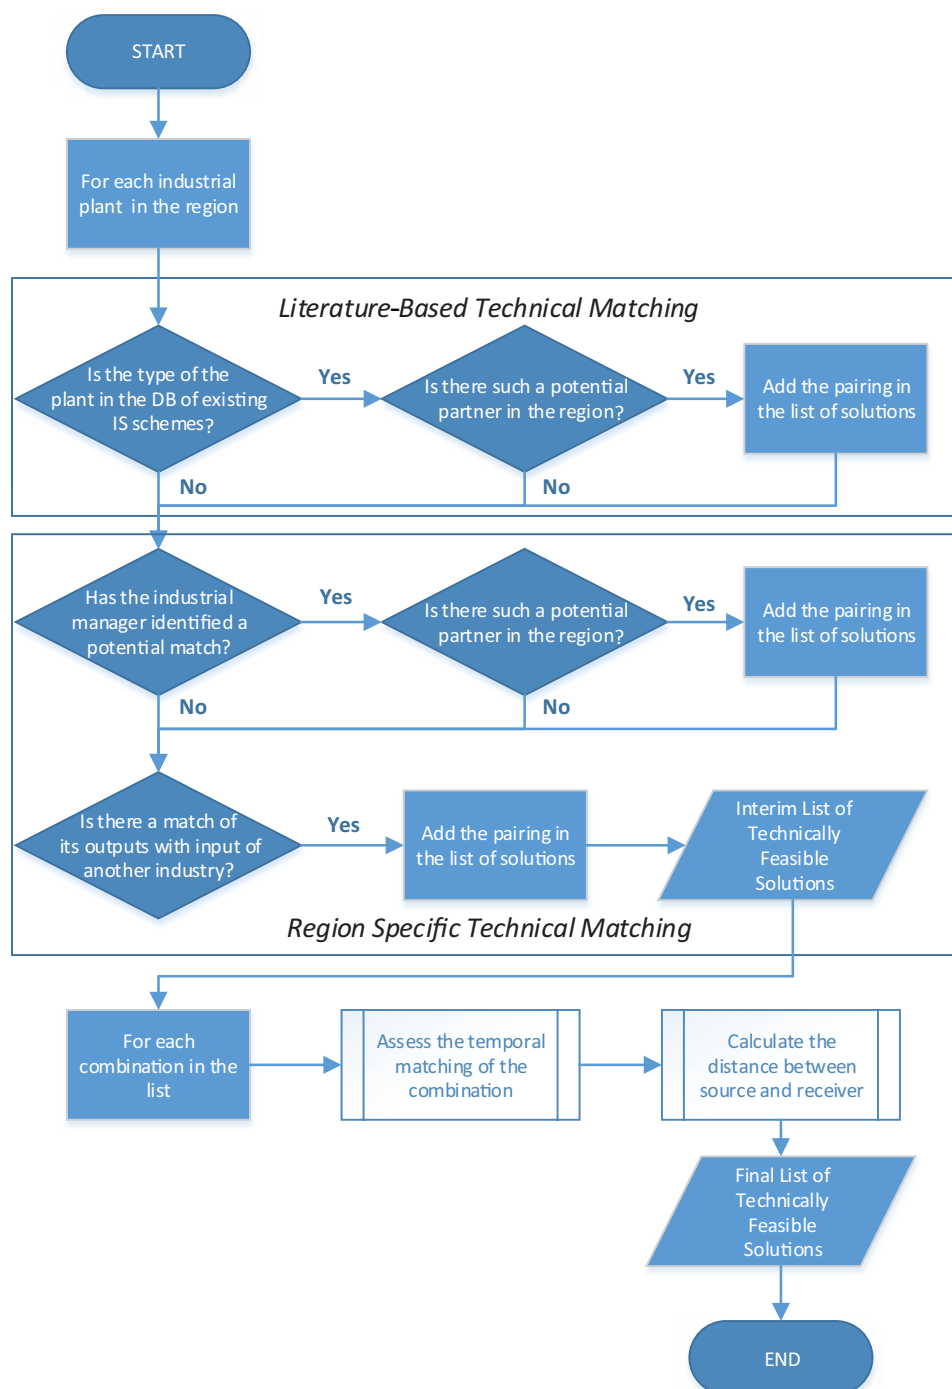 START
For each industrial
plant in the region
Literature-Based Technical Matching
Is the type of the
plant in the DB of existing
IS schemes?
Yes
Is there such a potential
partner in the region?
Yes
Add the pairing in
the list of solutions
No
No
Has the industrial
manager identified a
potential match?
Yes
Is there such a potential
partner in the region?
Yes
Add the pairing in
the list of solutions
No
No
Is there a match of
its outputs with input of
another industry?
Yes
Add the pairing in
the list of solutions
Interim List of
Technically
Feasible
Solutions
Region Specific Technical Matching
For each
combination in the
list
Assess the temporal
matching of the
combination
Calculate the
distance between
source and receiver
Final List of
Technically
Feasible
Solutions
END